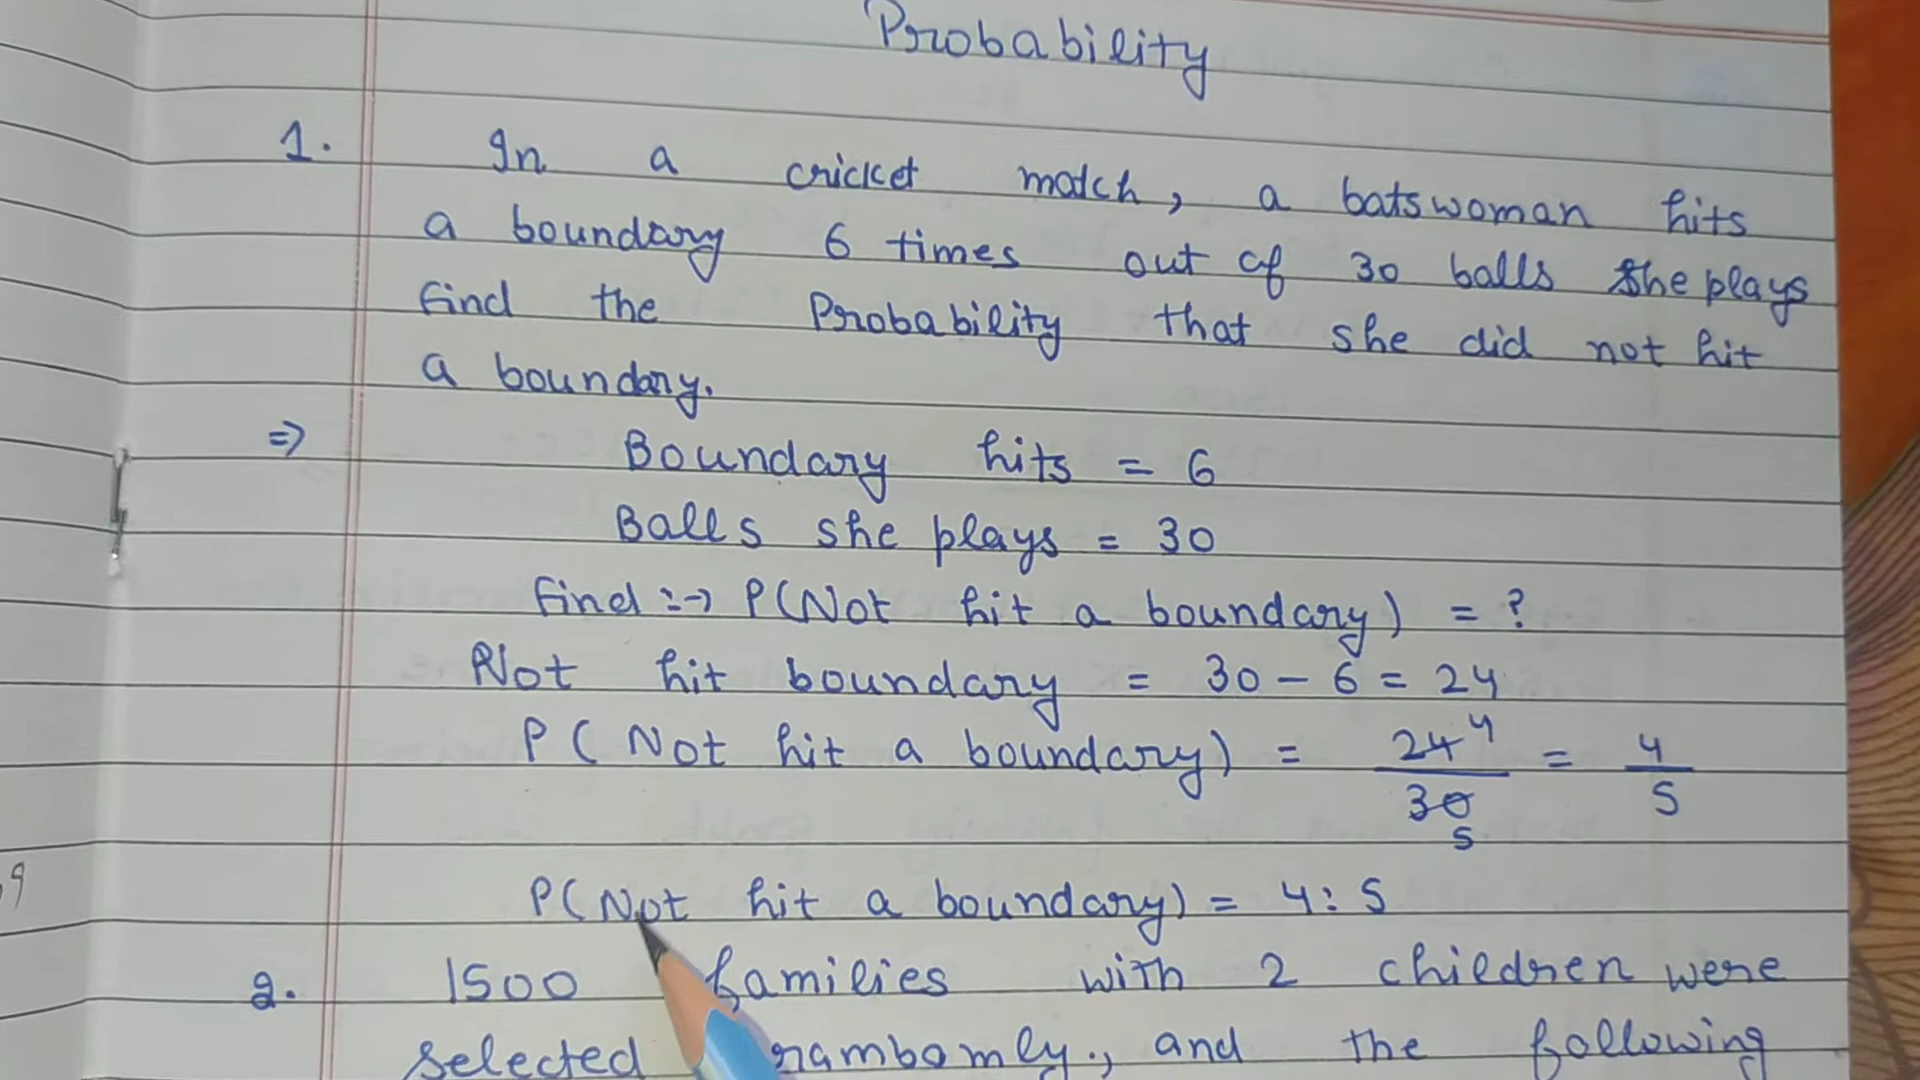 Probability
1. In a cricket match, a batswoman hits
a boundary 6 times out of 30 balls she plays
find the Probability that she did not hit
a boundary.
⇒ Boundary hits = 6
Balls she plays = 30
find :→ P(Not hit a boundary) = ?
Not hit boundary = 30 - 6 = 24
P(Not hit a boundary) = 24/30 = 4/5
4
5
P(Not hit a boundary) = 4:5
2. 1500 families with 2 children were
selected rambomly., and the following
9